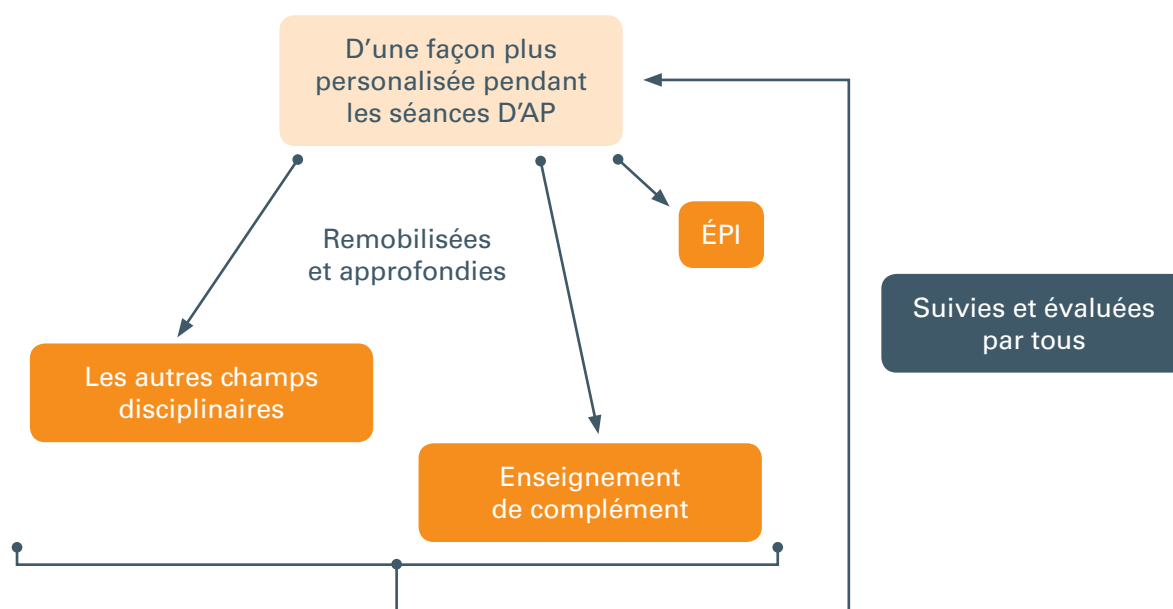 D’une façon plus
personalisée pendant
les séances D’AP
Remobilisées
et approfondies
ÉPI
Suivies et évaluées
par tous
Les autres champs
disciplinaires
Enseignement
de complément